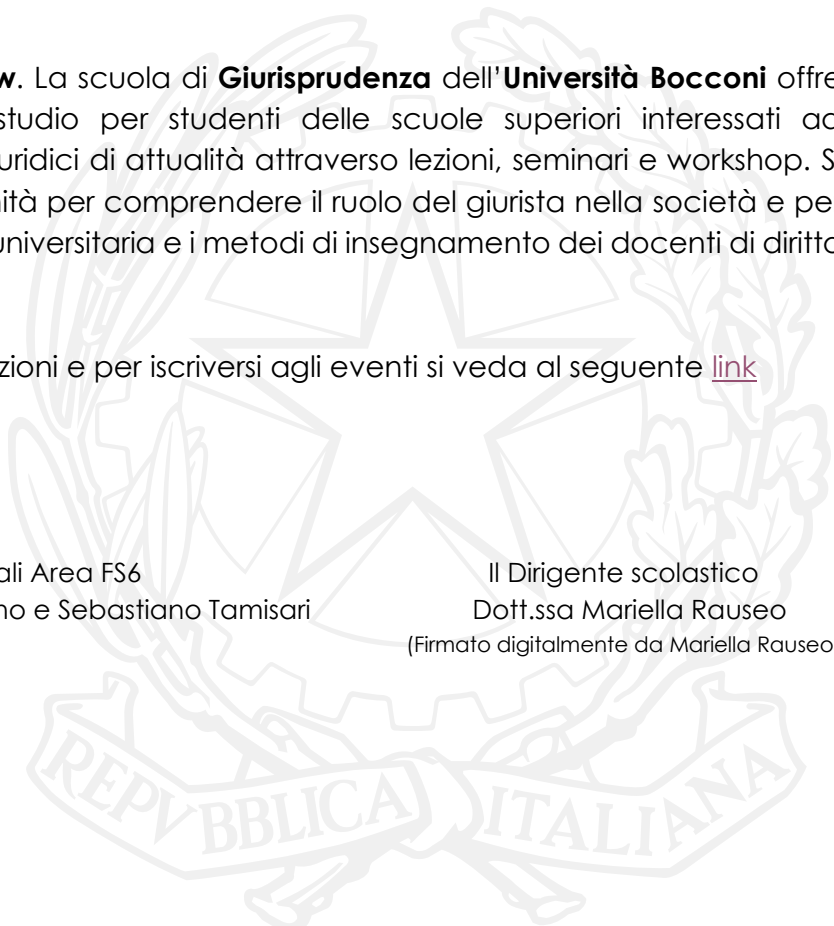 w. La scuola di Giurisprudenza dell'Università Bocconi offre
studio per studenti delle scuole superiori interessati ad
uridici di attualità attraverso lezioni, seminari e workshop. S
ità per comprendere il ruolo del giurista nella società e pe
universitaria e i metodi di insegnamento dei docenti di diritto
zioni e per iscriversi agli eventi si veda al seguente link
ali Area FS6
Il Dirigente scolastico
no e Sebastiano Tamisari
Dott.ssa Mariella Rauseo
(Firmato digitalmente da Mariella Rauseo
REPVBBLICA ITALIANA